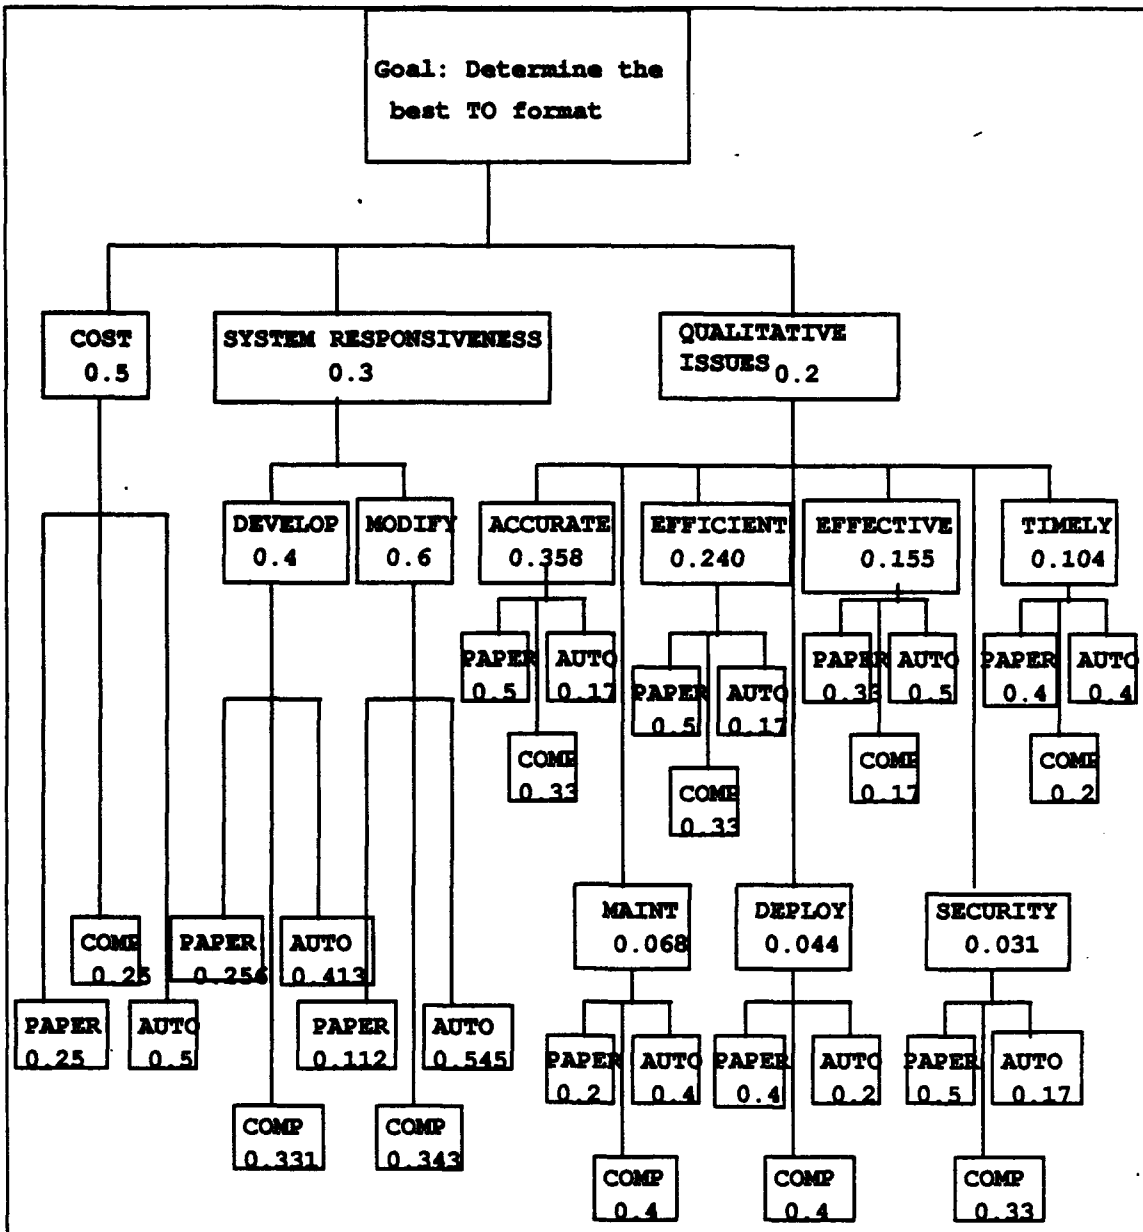 Goal: Determine the
best TO format
COST
0.5
SYSTEM RESPONSIVENESS
0.3
QUALITATIVE
ISSUES 0.2
DEVELOP
0.4
MODIFY
0.6
ACCURATE
0.358
EFFICIENT
0.240
EFFECTIVE
0.155
TIMELY
0.104
PAPER
0.5
AUTO
0.17
COMP
0.33
PAPER
0.5
AUTO
0.17
COMP
0.33
PAPER
0.33
AUTO
0.5
COMP
0.17
PAPER
0.4
AUTO
0.4
COMP
0.2
MAINT
0.068
DEPLOY
0.044
SECURITY
0.031
COMP
0.25
PAPER
0.256
AUTO
0.413
PAPER
0.25
AUTO
0.5
PAPER
0.112
AUTO
0.545
COMP
0.331
COMP
0.343
PAPER
0.2
AUTO
0.4
COMP
0.4
PAPER
0.4
AUTO
0.2
COMP
0.4
PAPER
0.5
AUTO
0.17
COMP
0.33